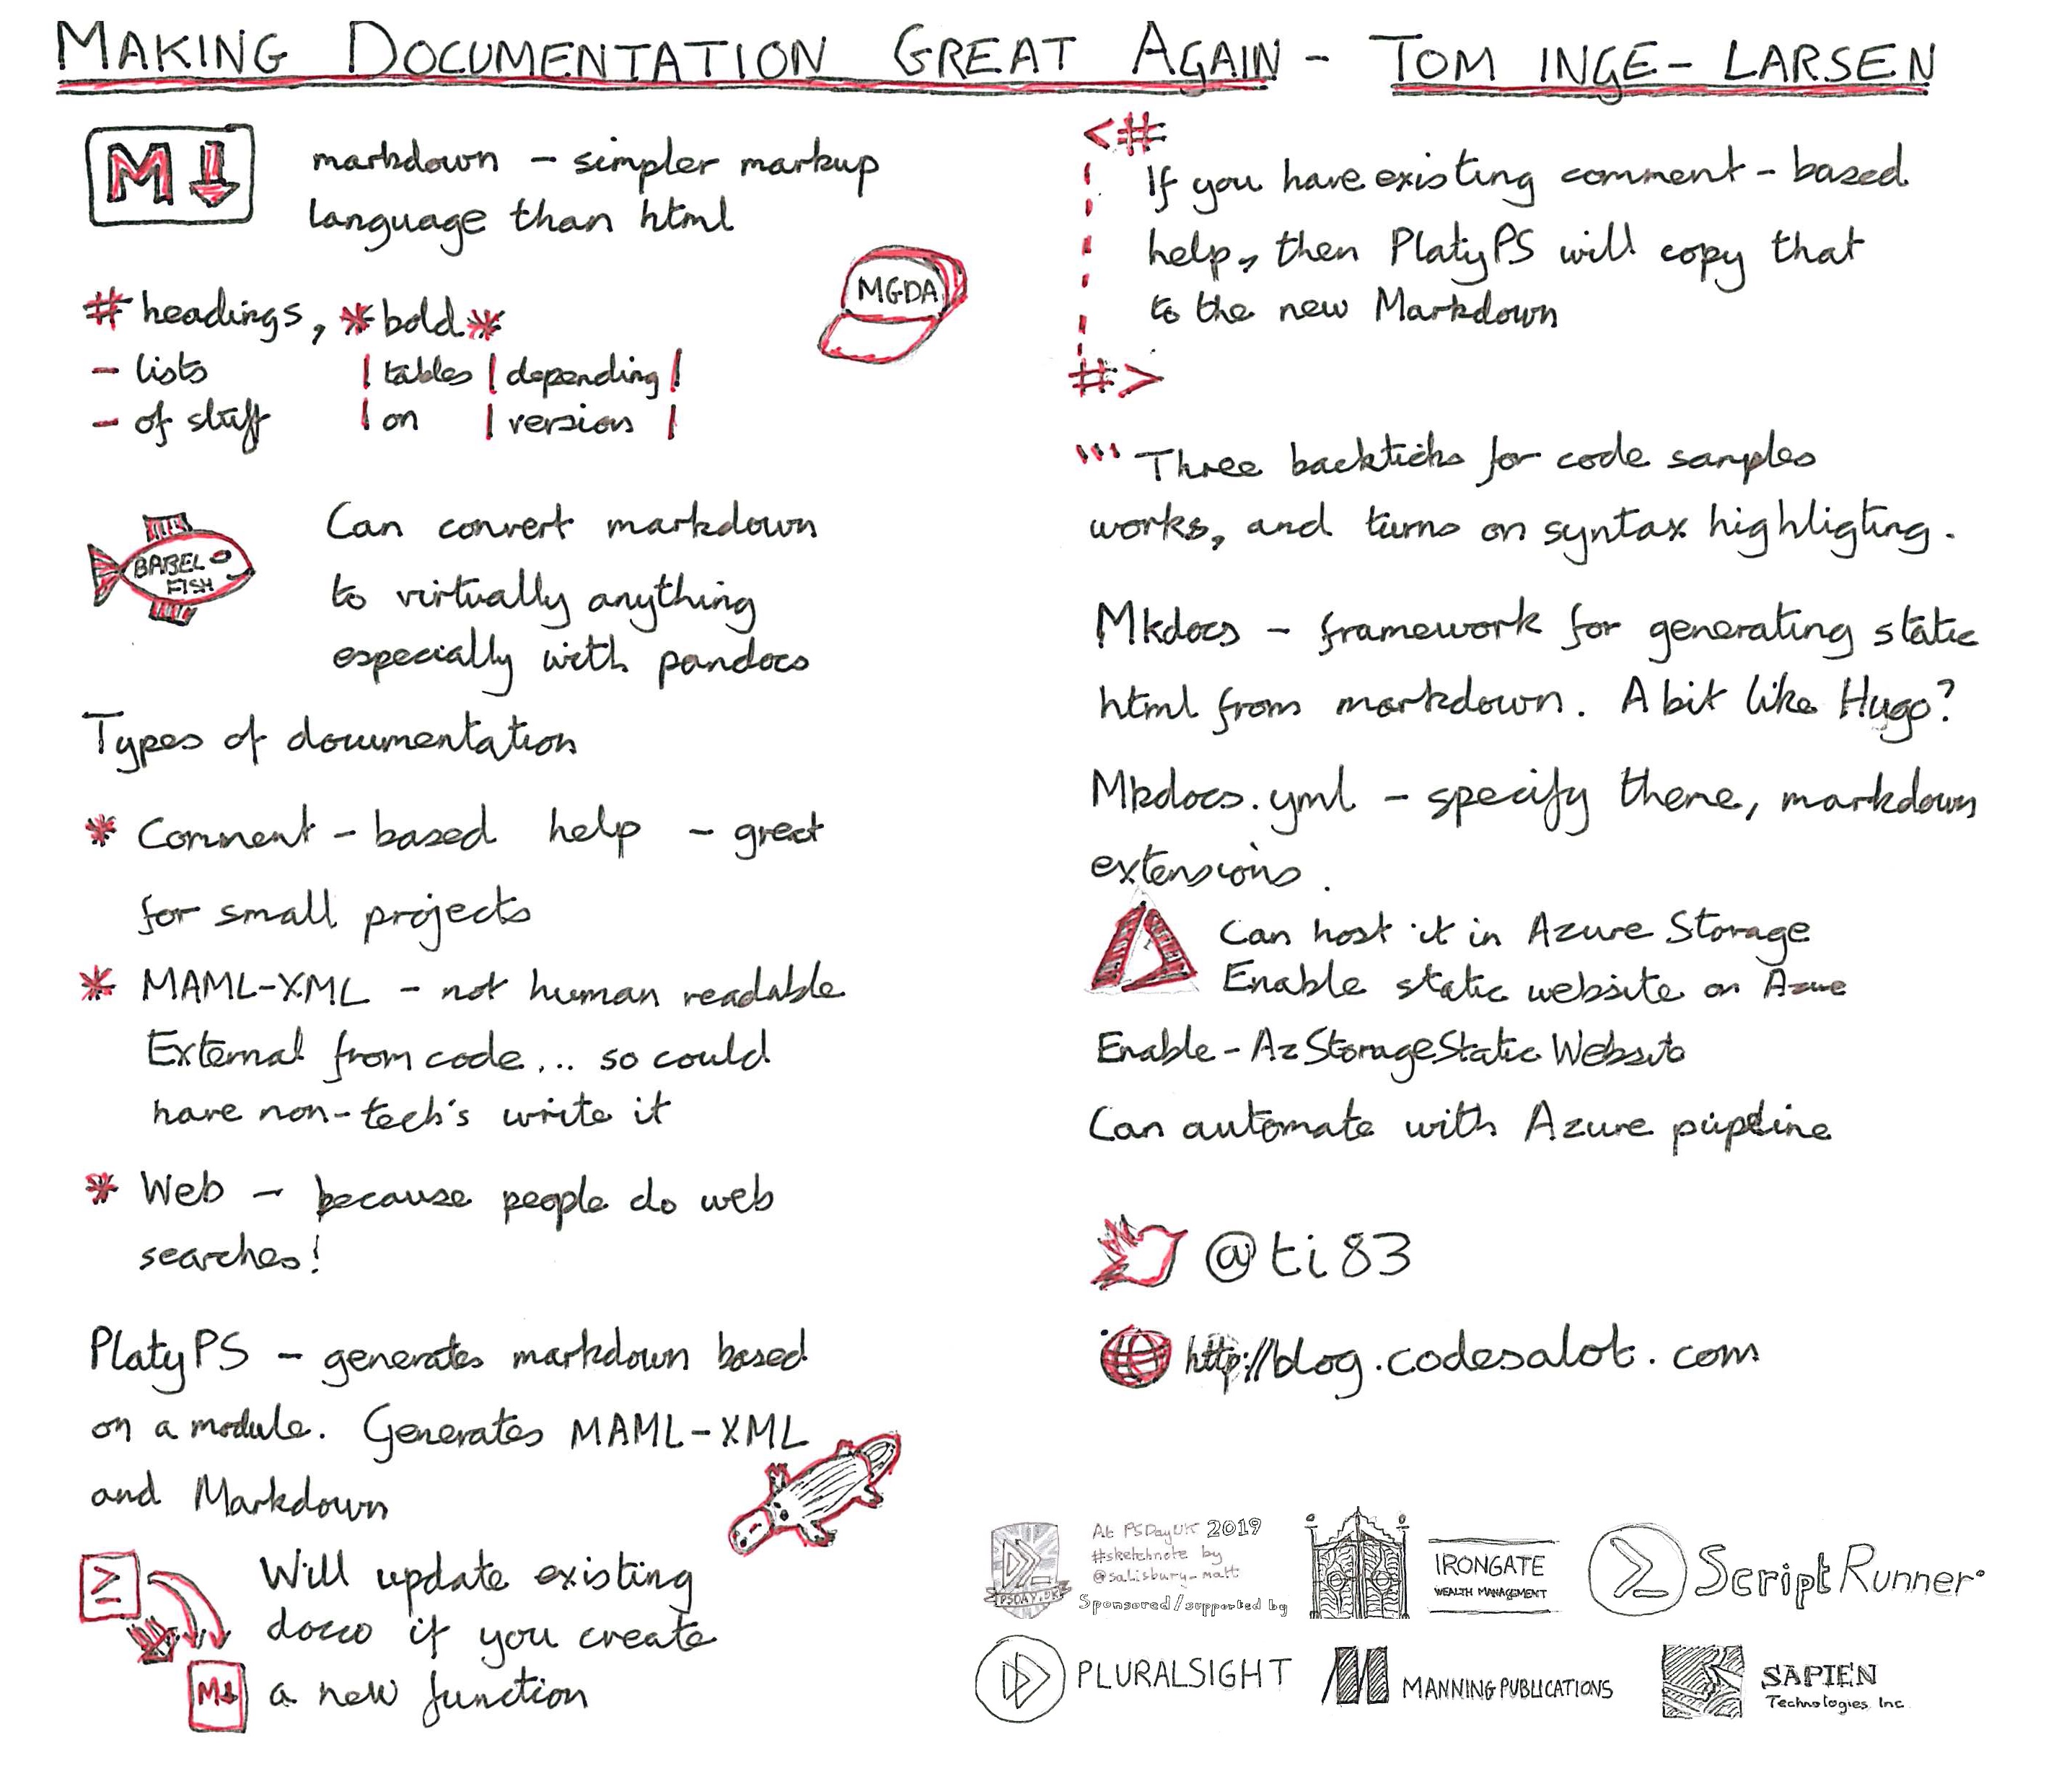 MAKING DOCUMENTATION GREAT AGAIN - TOM INGE-LARSEN
M↓
markdown - simpler markup
language than html
MGDA
# headings, *bold*
- lists
- of stuff
| tables | depending |
| on | version |
BABEL
FISH
Can convert markdown
to virtually anything
especially with pandocs
Types of documentation
* Comment-based help - great
for small projects
* MAML-XML - not human readable
External from code... so could
have non-tech's write it
* Web - because people do web
searches!
PlatyPS - generates markdown based
on a module. Generates MAML-XML
and Markdown
Will update existing
docco if you create
M↓
a new function
<#
If you have existing comment-based
help, then PlatyPS will copy that
to the new Markdown
#>
``` Three backticks for code samples
works, and turns on syntax highligting.
Mkdocs - framework for generating static
html from markdown. A bit like Hugo?
Mkdocs.yml - specify theme, markdown
extensions.
Can host it in Azure Storage
Enable static website on Azure
Enable-AzStorageStaticWebsite
Can automate with Azure pipeline
@ti83
http://blog.codesalot.com
At PSDayUK 2019
#sketchnote by
@salisbury_matt
Sponsored/supported by
PSDAY.UK
IRONGATE
WEALTH MANAGEMENT
ScriptRunner
PLURALSIGHT
MANNING PUBLICATIONS
SAPIEN
Technologies, Inc.